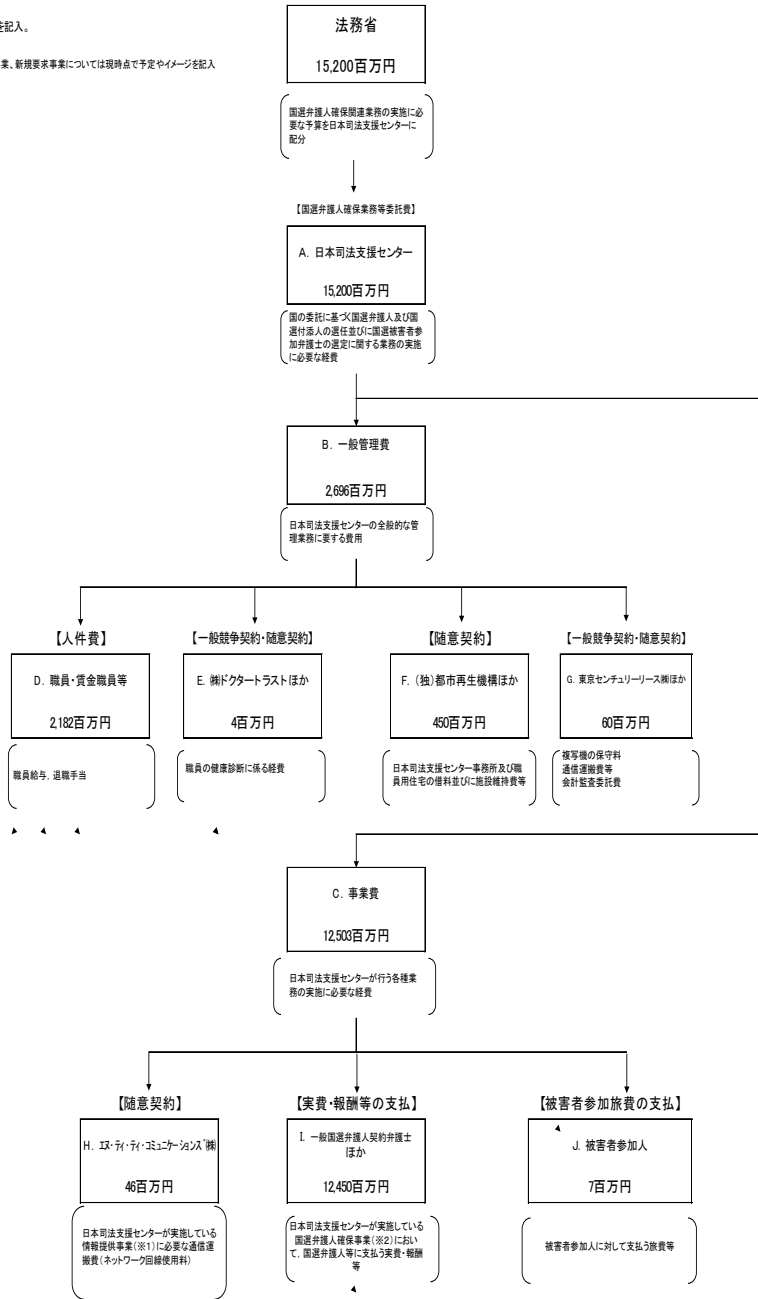 を記入。
業、新規要求事業については現時点で予定やイメージを記入
法務省
15,200百万円
国選弁護人確保関連業務の実施に必
要な予算を日本司法支援センターに
配分
【国選弁護人確保業務等委託費】
A. 日本司法支援センター
15,200百万円
国の委託に基づく国選弁護人及び国
選付添人の選任並びに国選被害者参
加弁護士の選定に関する業務の実施
に必要な経費
B. 一般管理費
2,696百万円
日本司法支援センターの全般的な管
理業務に要する費用
【人件費】
D. 職員・賃金職員等
2,182百万円
職員給与、退職手当
【一般競争契約・随意契約】
E. ㈱ドクタートラストほか
4百万円
職員の健康診断に係る経費
【随意契約】
F. (独)都市再生機構ほか
450百万円
日本司法支援センター事務所及び職
員用住宅の借料並びに施設維持費等
【一般競争契約・随意契約】
G. 東京センチュリーリース㈱ほか
60百万円
複写機の保守料
通信運搬費等
会計監査委託費
C. 事業費
12,503百万円
日本司法支援センターが行う各種業
務の実施に必要な経費
【随意契約】
H. エヌ・ティ・ティ・コミュニケーションズ㈱
46百万円
日本司法支援センターが実施している
情報提供事業(※1)に必要な通信運
搬費(ネットワーク回線使用料)
【実費・報酬等の支払】
I. 一般国選弁護人契約弁護士
ほか
12,450百万円
日本司法支援センターが実施している
国選弁護人確保事業(※2)におい
て、国選弁護人等に支払う実費・報酬
等
【被害者参加旅費の支払】
J. 被害者参加人
7百万円
被害者参加人に対して支払う旅費等